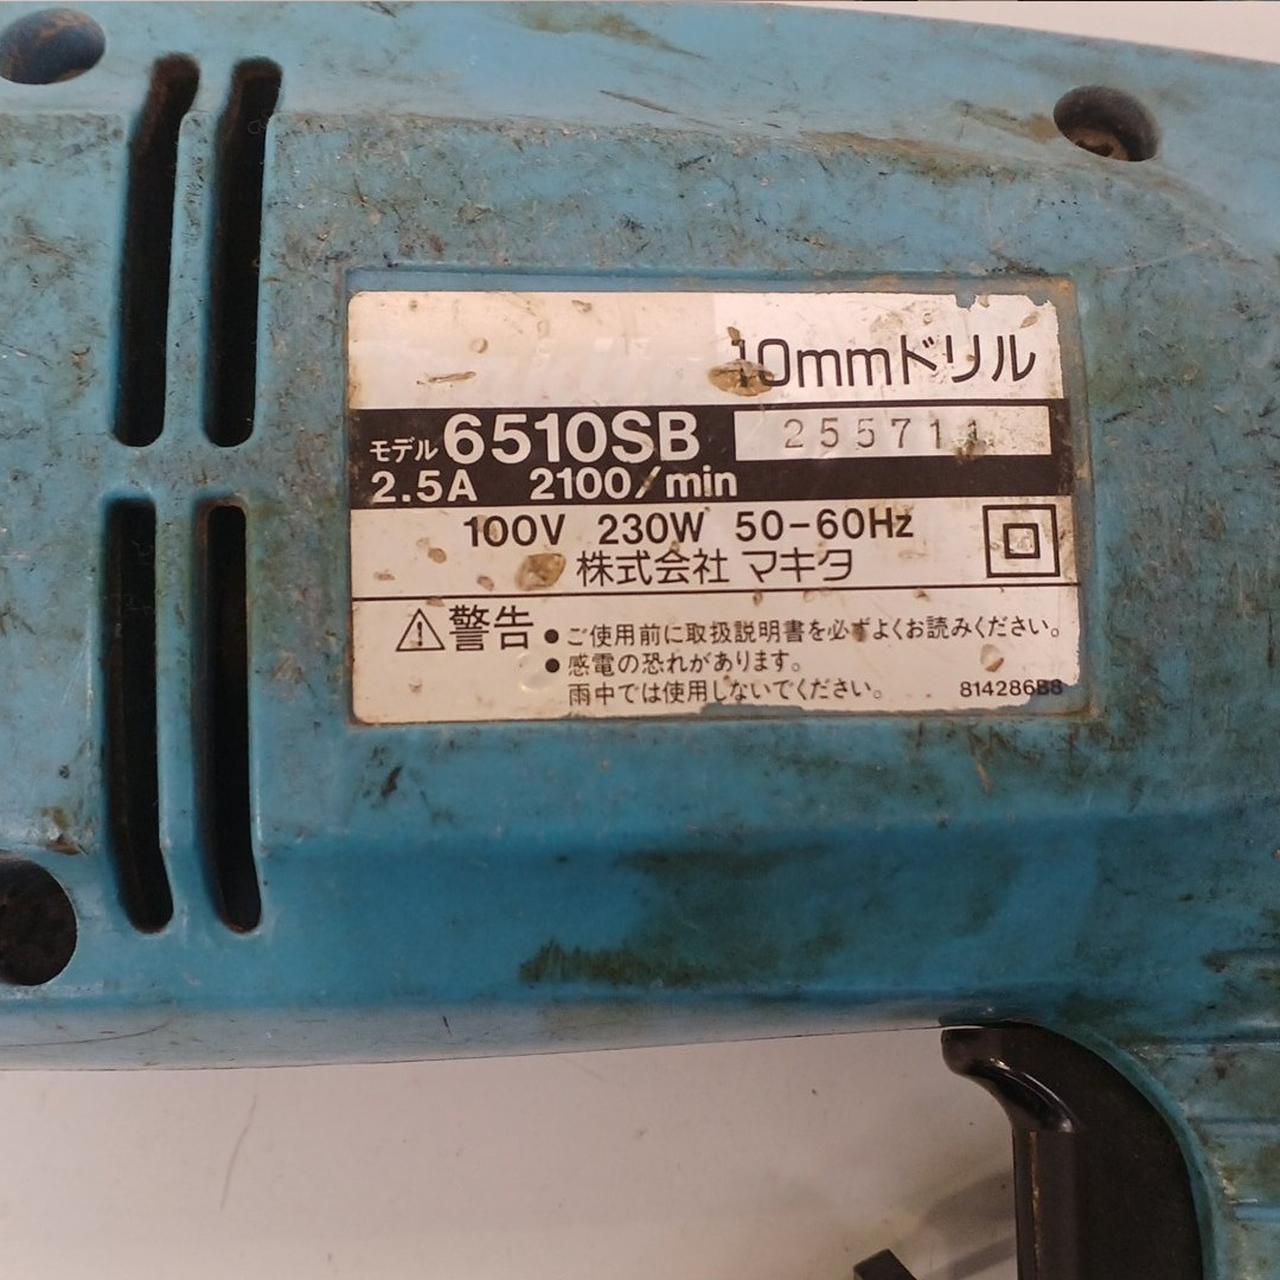 10mmドリル
モデル 6510SB 255711
2.5A 2100/min
100V 230W 50-60Hz
株式会社 マキタ
⚠警告 ●ご使用前に取扱説明書を必ずよくお読みください。
●感電の恐れがあります。
雨中では使用しないでください。 814286B8